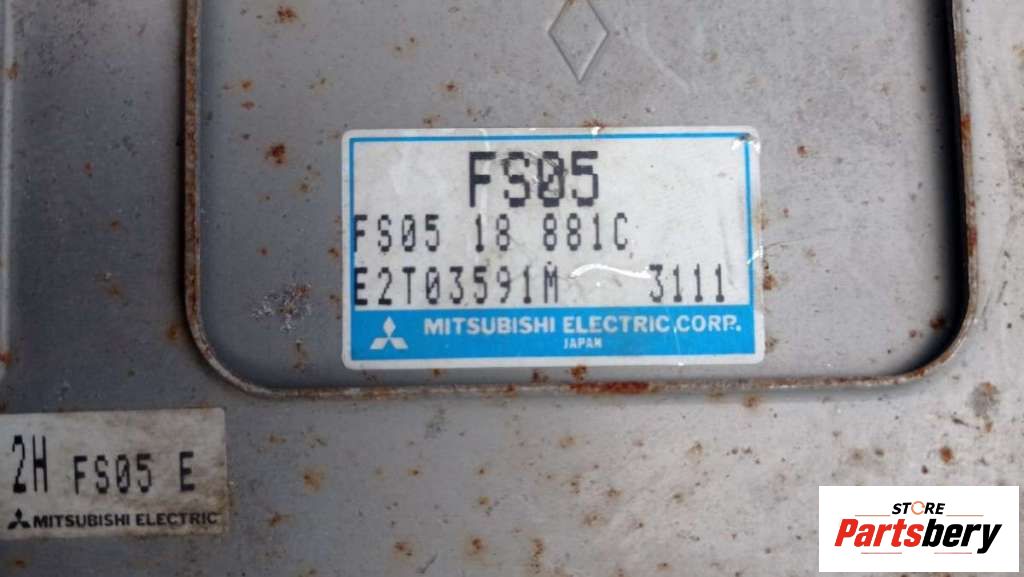 FS05
FS05 18 881C
E2T03591M 3111
MITSUBISHI ELECTRIC CORP.
JAPAN
2H FS05 E
MITSUBISHI ELECTRIC
STORE
Partsbery